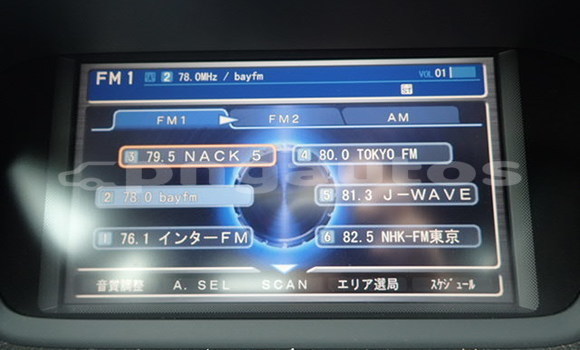 FM1 2 78.0MHz / bayfm VOL 01
FM1 FM2 AM
3 79.5 NACK 5 4 80.0 TOKYO FM
pngautos
2 78.0 bayfm 5 81.3 J-WAVE
1 76.1 インターFM 6 82.5 NHK-FM東京
音質調整 A. SEL SCAN エリア選局 スケジュール